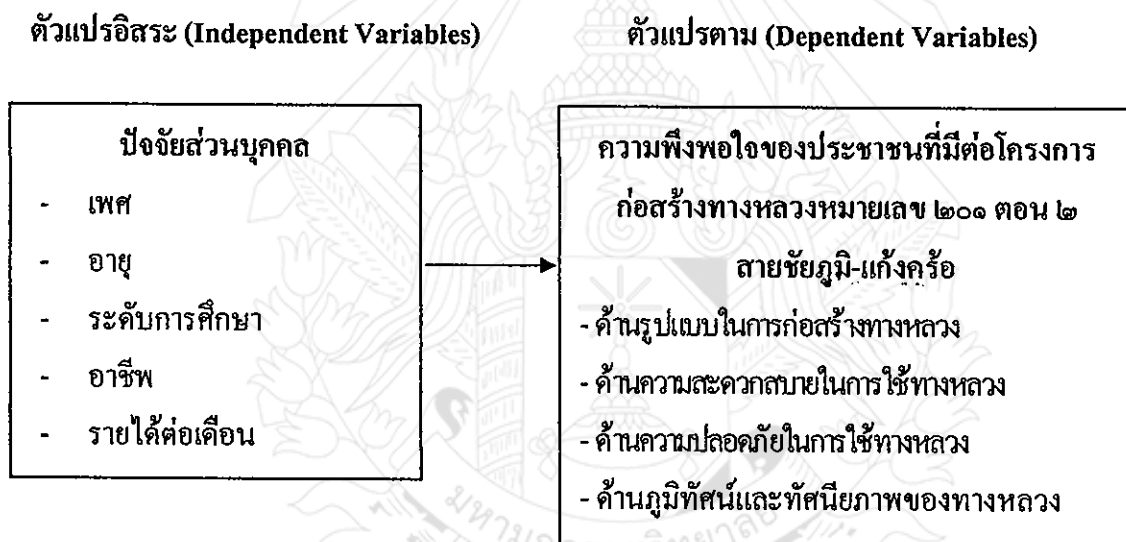 ตัวแปรอิสระ (Independent Variables)
ตัวแปรตาม (Dependent Variables)
ปัจจัยส่วนบุคคล
- เพศ
- อายุ
- ระดับการศึกษา
- อาชีพ
- รายได้ต่อเดือน
ความพึงพอใจของประชาชนที่มีต่อโครงการ
ก่อสร้างทางหลวงหมายเลข ๒๐๑ ตอน ๒
สายชัยภูมิ-แก้งคร้อ
- ด้านรูปแบบในการก่อสร้างทางหลวง
- ด้านความสะดวกสบายในการใช้ทางหลวง
- ด้านความปลอดภัยในการใช้ทางหลวง
- ด้านภูมิทัศน์และทัศนียภาพของทางหลวง